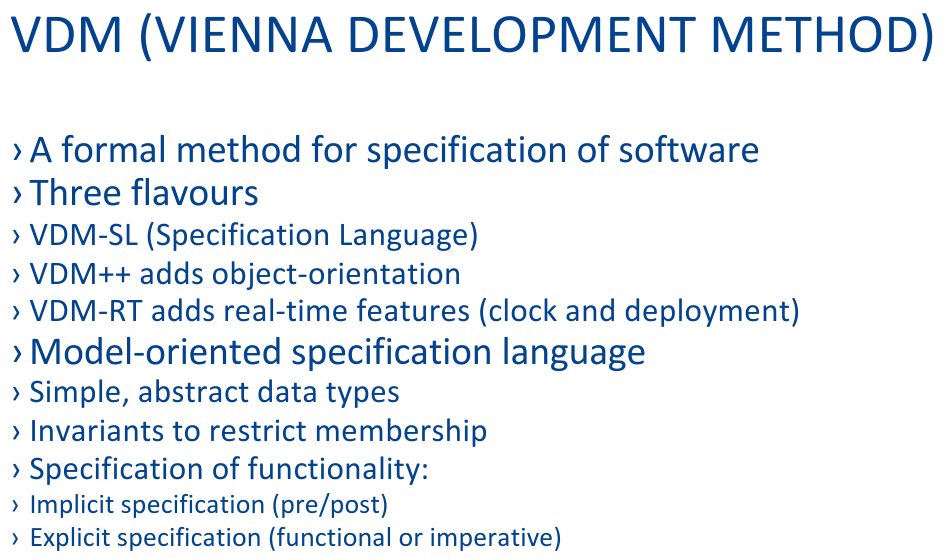 VDM (VIENNA DEVELOPMENT METHOD)
› A formal method for specification of software
› Three flavours
› VDM-SL (Specification Language)
› VDM++ adds object-orientation
› VDM-RT adds real-time features (clock and deployment)
› Model-oriented specification language
› Simple, abstract data types
› Invariants to restrict membership
› Specification of functionality:
› Implicit specification (pre/post)
› Explicit specification (functional or imperative)